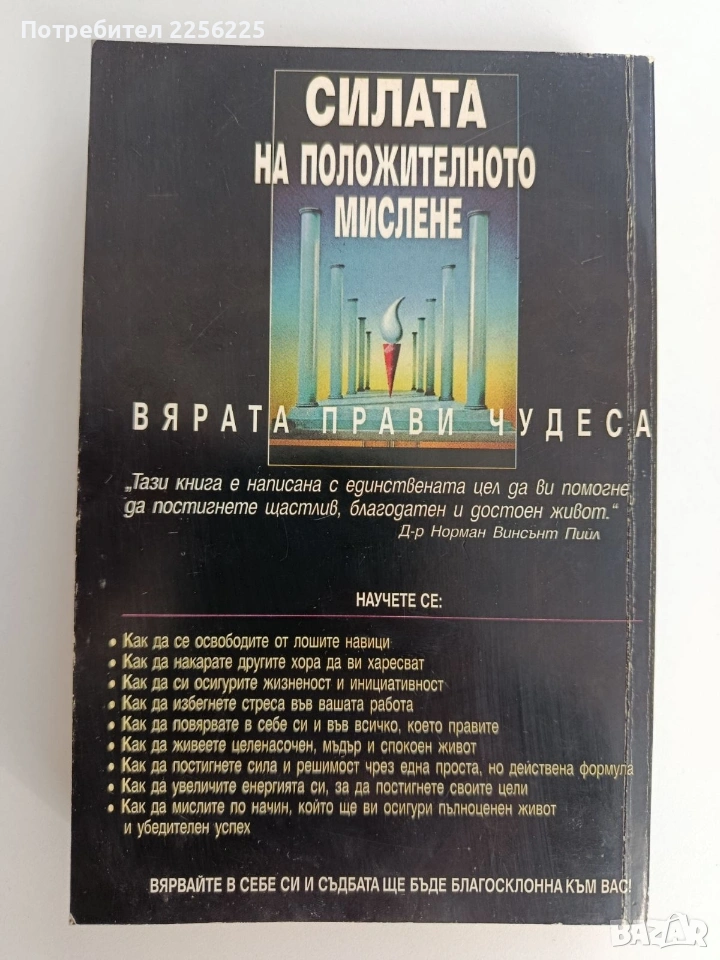 Потребител 2256225
СИЛАТА
НА ПОЛОЖИТЕЛНОТО
МИСЛЕНЕ
ВЯРАТА ПРАВИ ЧУДЕСА
„Тази книга е написана с единствената цел да ви помогне
да постигнете щастлив, благодатен и достоен живот.“
Д-р Норман Винсънт Пийл
НАУЧЕТЕ СЕ:
• Как да се освободите от лошите навици
• Как да накарате другите хора да ви харесват
• Как да си осигурите жизненост и инициативност
• Как да избегнете стреса във вашата работа
• Как да повярвате в себе си и във всичко, което правите
• Как да живеете целенасочен, мъдър и спокоен живот
• Как да постигнете сила и решимост чрез една проста, но действена формула
• Как да увеличите енергията си, за да постигнете своите цели
• Как да мислите по начин, който ще ви осигури пълноценен живот
и убедителен успех
ВЯРВАЙТЕ В СЕБЕ СИ И СЪДБАТА ЩЕ БЪДЕ БЛАГОСКЛОННА КЪМ ВАС!
BAZAR